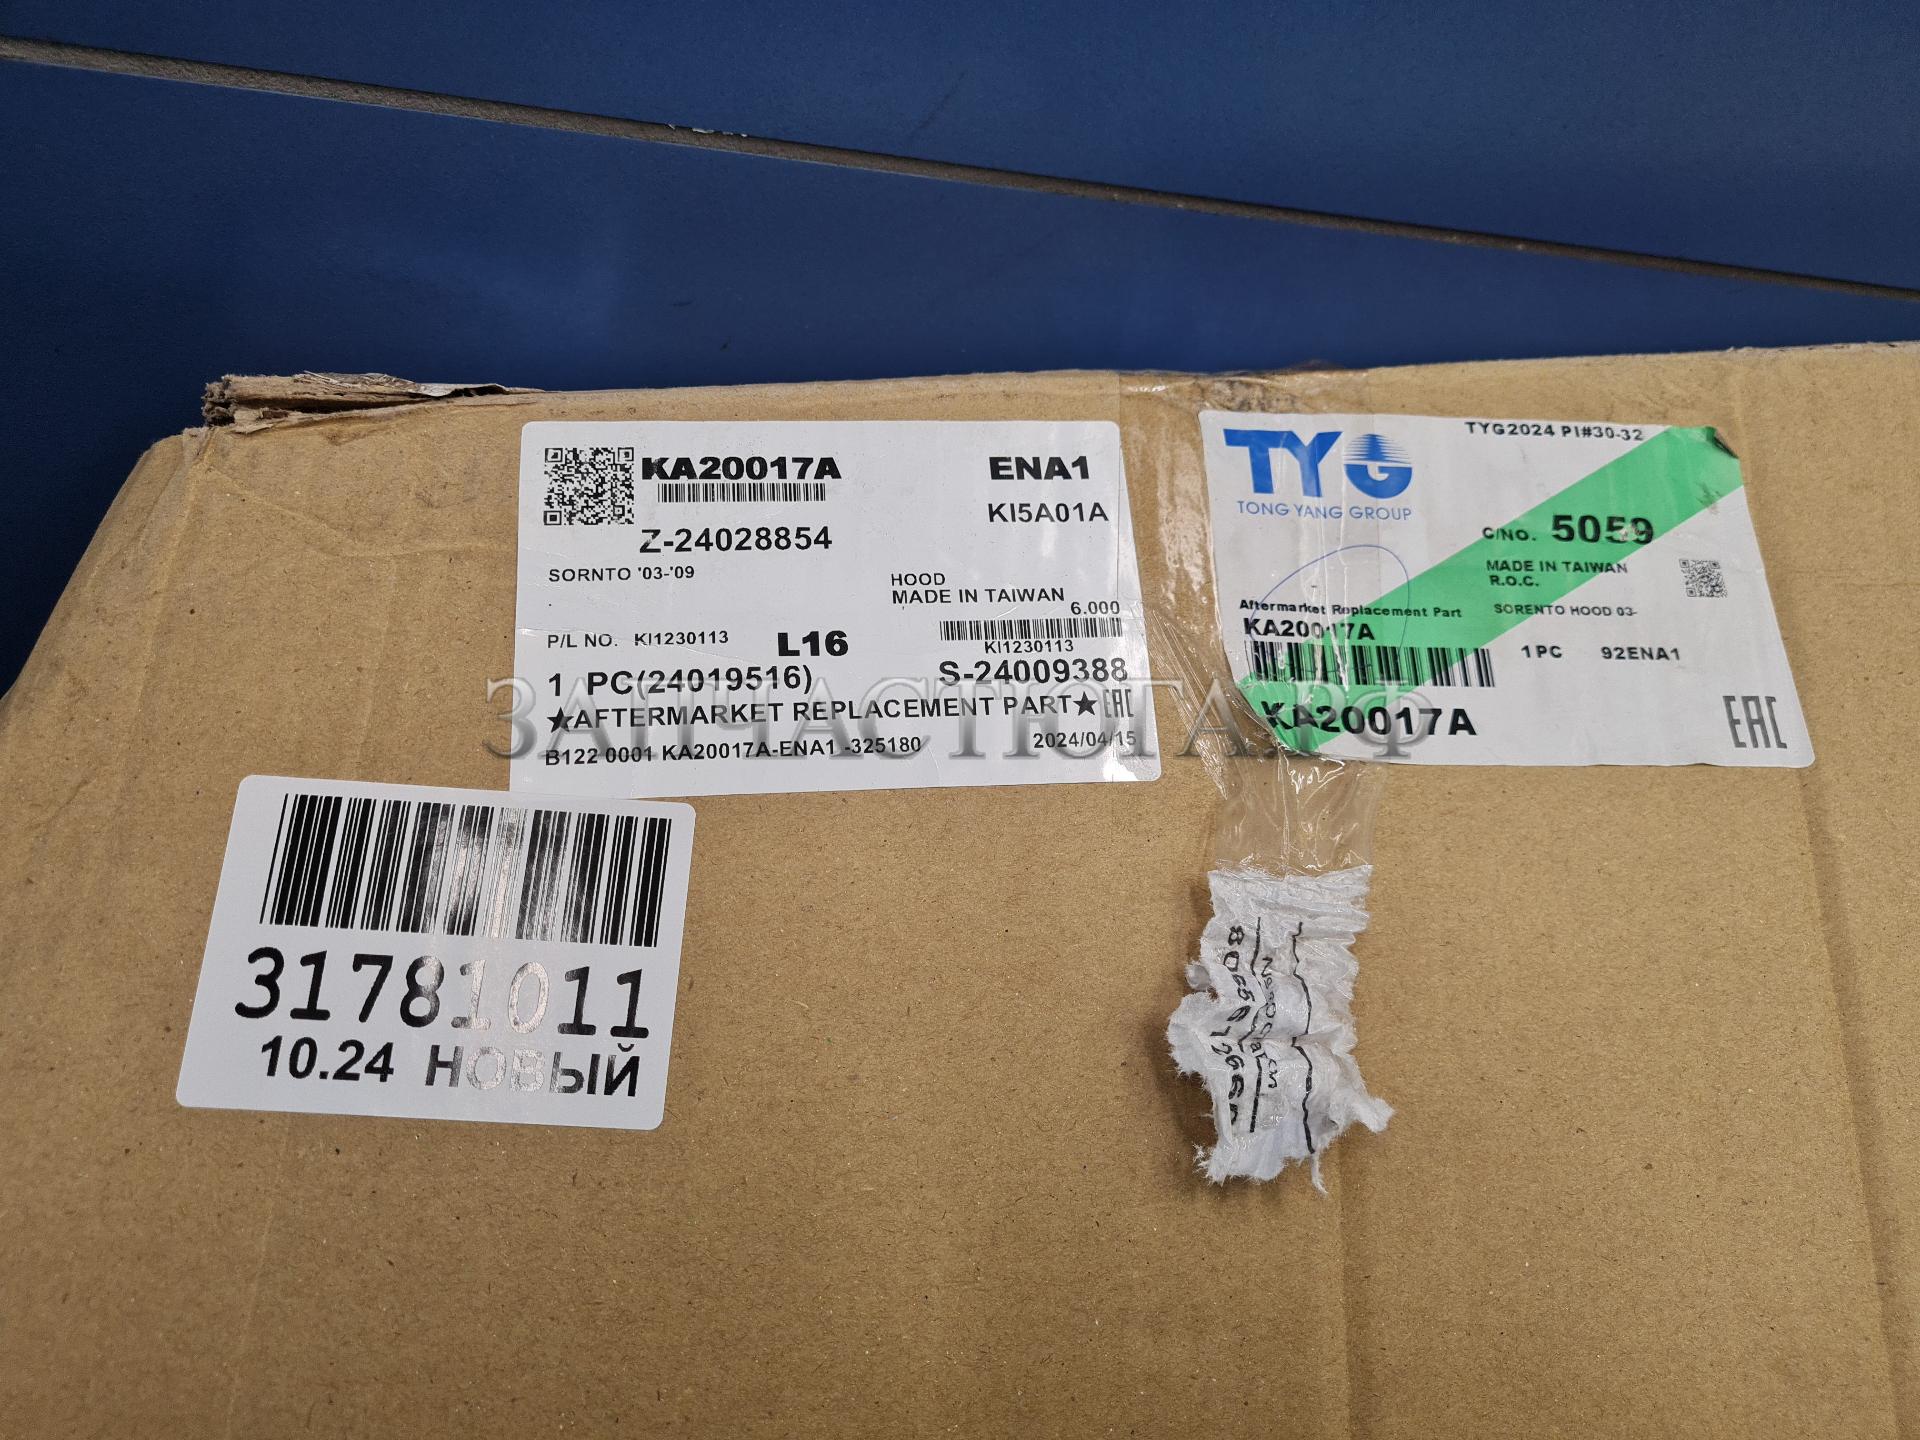 KA20017A
ENA1
KI5A01A
Z-24028854
SORNTO '03-'09
HOOD
MADE IN TAIWAN
6.000
P/L NO. KI1230113
L16
KI1230113
1 PC(24019516)
S-24009388
★AFTERMARKET REPLACEMENT PART★ EAC
B122 0001 KA20017A-ENA1 -325180
2024/04/15
TYG2024 PI#30-32
TYG
TONG YANG GROUP
C/NO. 5059
MADE IN TAIWAN
R.O.C.
Aftermarket Replacement Part
SORENTO HOOD 03-
KA20017A
1 PC 92ENA1
KA20017A
EAC
ЗАПЧАСТЮГА.РФ
31781011
10.24 НОВЫЙ